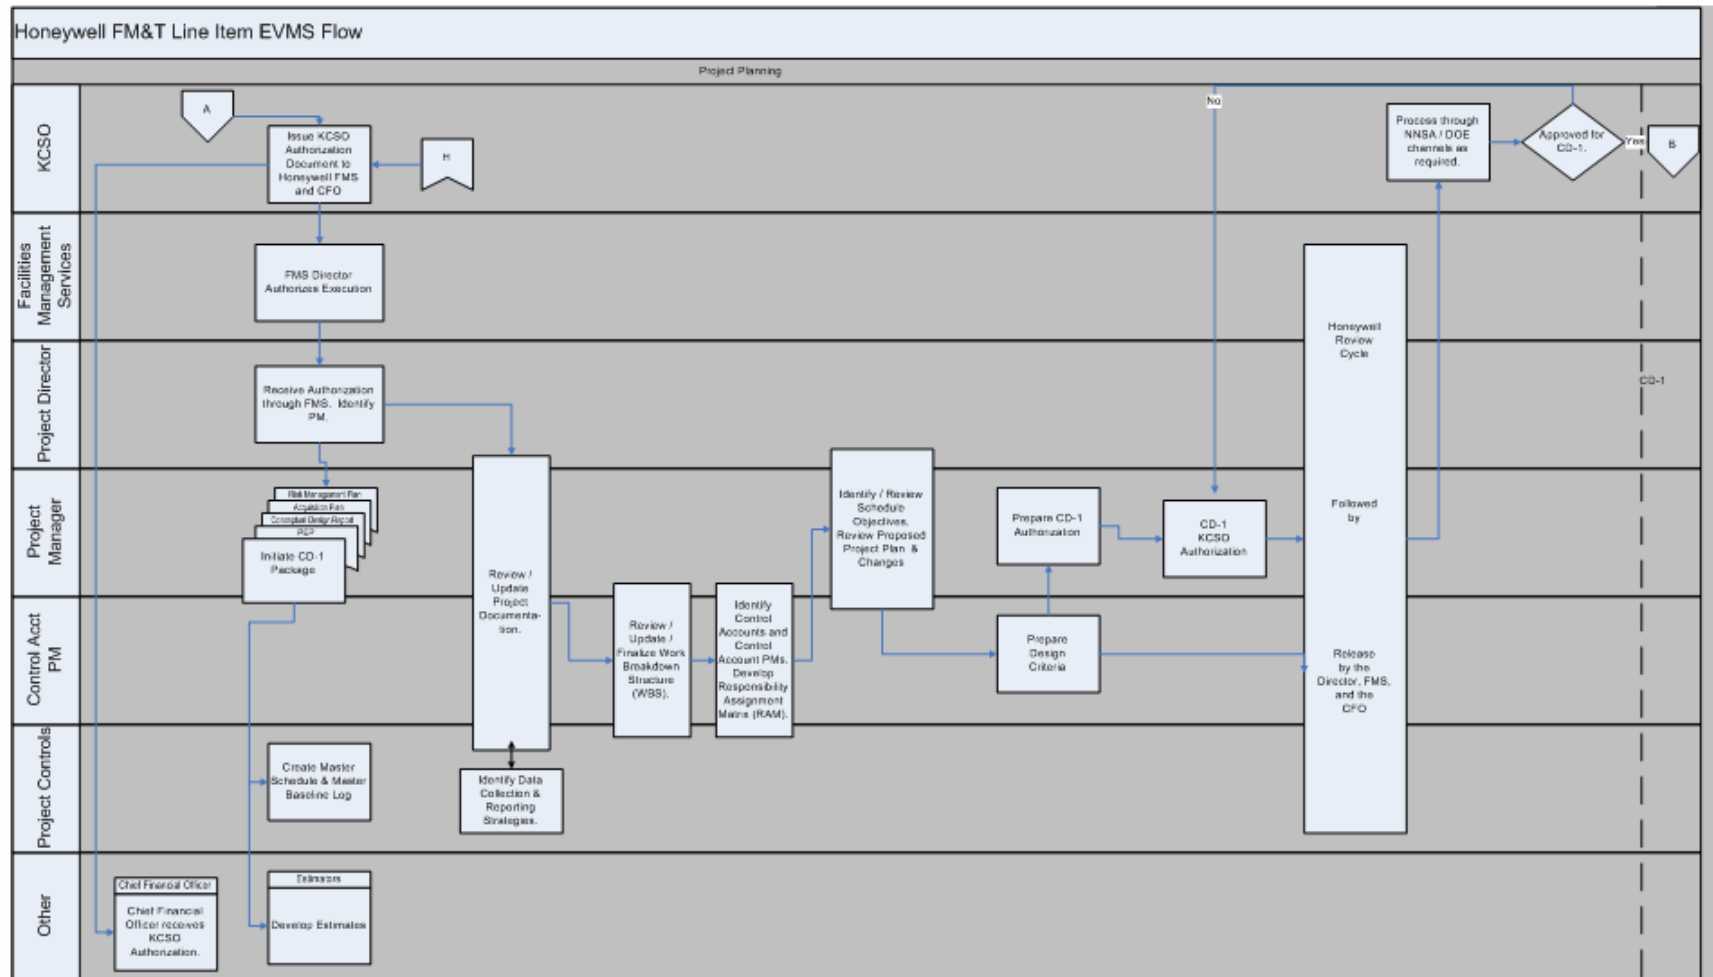 Honeywell FM&T Line Item EVMS Flow
Project Planning
KCSO
A
Issue KCSO
Authorization
Document to
Honeywell FMS
and CFO
H
No
Process through
NNSA / DOE
channels as
required.
Approved for
CD-1.
Yes
B
Facilities
Management
Services
FMS Director
Authorizes Execution
Project Director
Receive Authorization
through FMS. Identify
PM.
CD-1
Project
Manager
Risk Management Plan
Acquisition Plan
Conceptual Design Report
PEP
Initiate CD-1
Package
Review /
Update
Project
Documenta-
tion.
Identify / Review
Schedule
Objectives.
Review Proposed
Project Plan &
Changes
Prepare CD-1
Authorization
CD-1
KCSO
Authorization
Honeywell
Review
Cycle
Followed
by
Release
by the
Director, FMS,
and the
CFO
Control Acct
PM
Review /
Update /
Finalize Work
Breakdown
Structure
(WBS).
Identify
Control
Accounts and
Control
Account PMs.
Develop
Responsibility
Assignment
Matrix (RAM).
Prepare
Design
Criteria
Project Controls
Create Master
Schedule & Master
Baseline Log
Identify Data
Collection &
Reporting
Strategies.
Other
Chief Financial Officer
Chief Financial
Officer receives
KCSO
Authorization.
Estimators
Develop Estimates